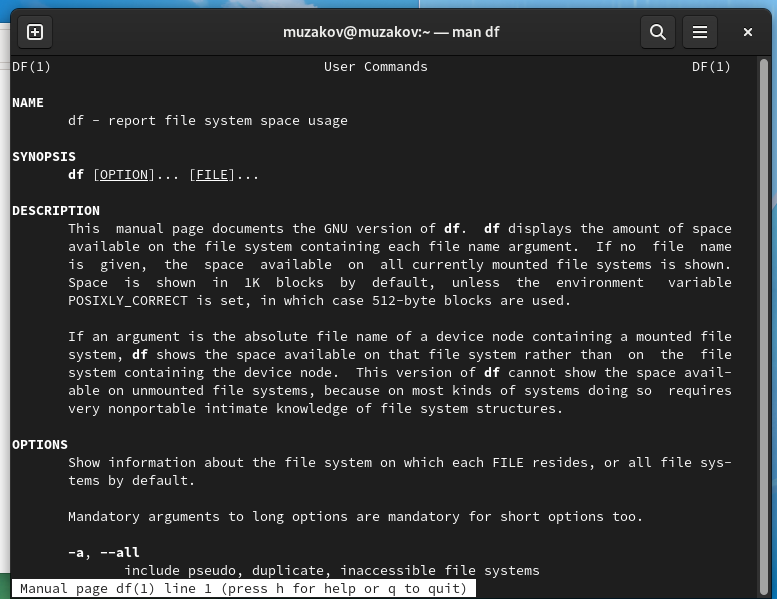 muzakov@muzakov:~ — man df
DF(1) User Commands DF(1)
NAME
df - report file system space usage
SYNOPSIS
df [OPTION]... [FILE]...
DESCRIPTION
This manual page documents the GNU version of df. df displays the amount of space
available on the file system containing each file name argument. If no file name
is given, the space available on all currently mounted file systems is shown.
Space is shown in 1K blocks by default, unless the environment variable
POSIXLY_CORRECT is set, in which case 512-byte blocks are used.
If an argument is the absolute file name of a device node containing a mounted file
system, df shows the space available on that file system rather than on the file
system containing the device node. This version of df cannot show the space avail-
able on unmounted file systems, because on most kinds of systems doing so requires
very nonportable intimate knowledge of file system structures.
OPTIONS
Show information about the file system on which each FILE resides, or all file sys-
tems by default.
Mandatory arguments to long options are mandatory for short options too.
-a, --all
include pseudo, duplicate, inaccessible file systems
Manual page df(1) line 1 (press h for help or q to quit)